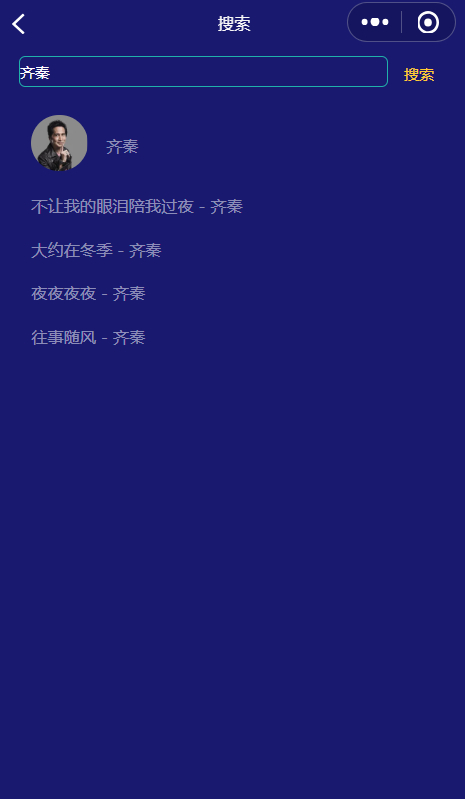 搜索
齐秦
搜索
齐秦
不让我的眼泪陪我过夜 - 齐秦
大约在冬季 - 齐秦
夜夜夜夜 - 齐秦
往事随风 - 齐秦